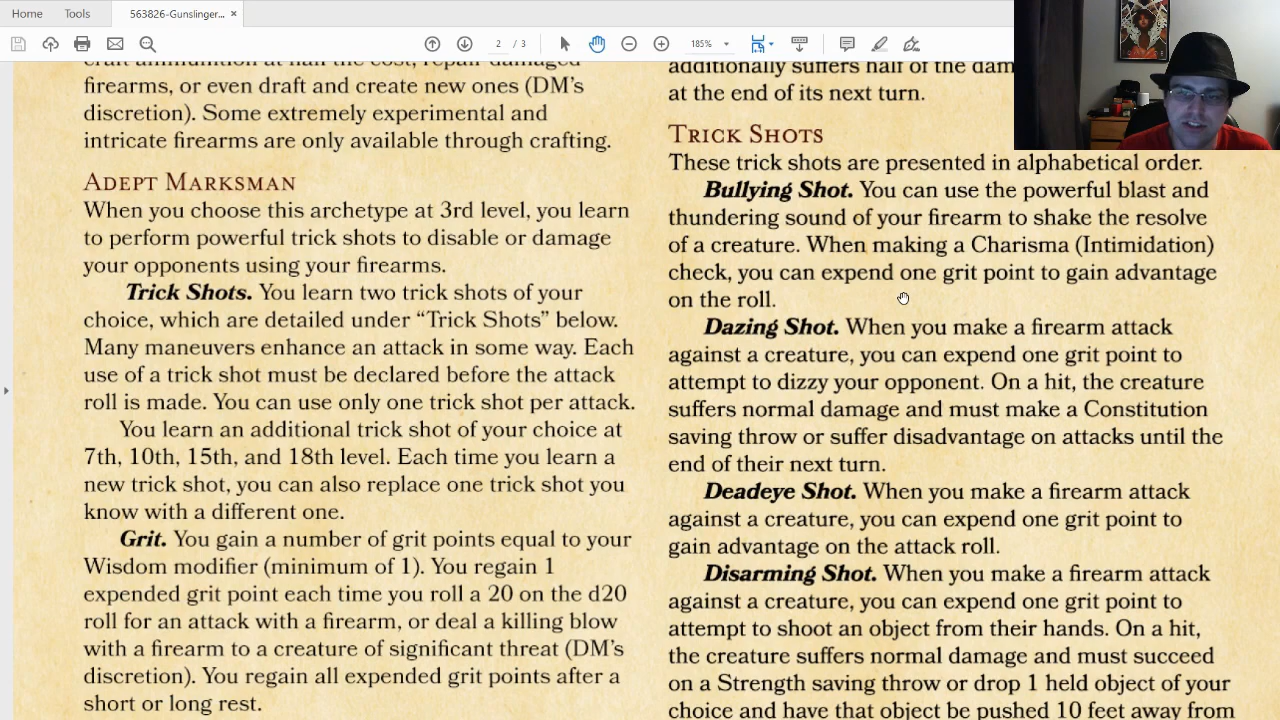 Home
Tools
563826-Gunslinger...
2 / 3
185%
craft ammunition at half the cost, repair damaged
firearms, or even draft and create new ones (DM's
discretion). Some extremely experimental and
intricate firearms are only available through crafting.
ADEPT MARKSMAN
When you choose this archetype at 3rd level, you learn
to perform powerful trick shots to disable or damage
your opponents using your firearms.
Trick Shots. You learn two trick shots of your
choice, which are detailed under “Trick Shots” below.
Many maneuvers enhance an attack in some way. Each
use of a trick shot must be declared before the attack
roll is made. You can use only one trick shot per attack.
You learn an additional trick shot of your choice at
7th, 10th, 15th, and 18th level. Each time you learn a
new trick shot, you can also replace one trick shot you
know with a different one.
Grit. You gain a number of grit points equal to your
Wisdom modifier (minimum of 1). You regain 1
expended grit point each time you roll a 20 on the d20
roll for an attack with a firearm, or deal a killing blow
with a firearm to a creature of significant threat (DM's
discretion). You regain all expended grit points after a
short or long rest.
additionally suffers half of the dam
at the end of its next turn.
TRICK SHOTS
These trick shots are presented in alphabetical order.
Bullying Shot. You can use the powerful blast and
thundering sound of your firearm to shake the resolve
of a creature. When making a Charisma (Intimidation)
check, you can expend one grit point to gain advantage
on the roll.
Dazing Shot. When you make a firearm attack
against a creature, you can expend one grit point to
attempt to dizzy your opponent. On a hit, the creature
suffers normal damage and must make a Constitution
saving throw or suffer disadvantage on attacks until the
end of their next turn.
Deadeye Shot. When you make a firearm attack
against a creature, you can expend one grit point to
gain advantage on the attack roll.
Disarming Shot. When you make a firearm attack
against a creature, you can expend one grit point to
attempt to shoot an object from their hands. On a hit,
the creature suffers normal damage and must succeed
on a Strength saving throw or drop 1 held object of your
choice and have that object be pushed 10 feet away from